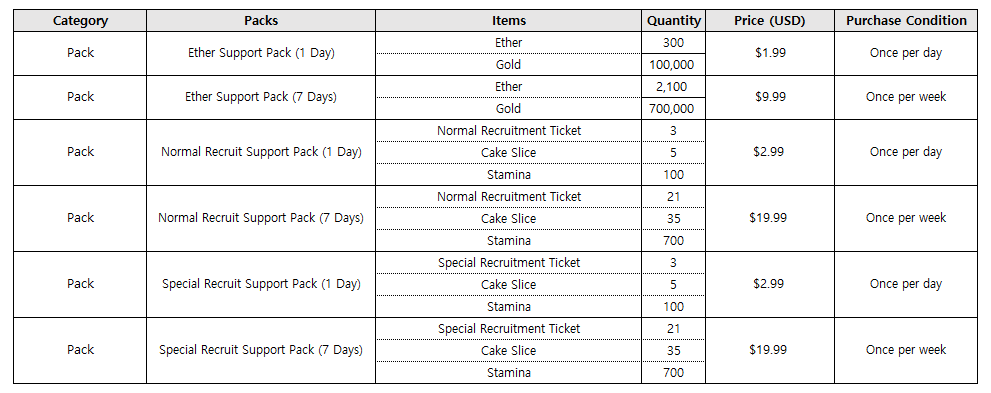 Category Packs Items Quantity Price (USD) Purchase Condition
Pack Ether Support Pack (1 Day) Ether 300 $1.99 Once per day
Gold 100,000
Pack Ether Support Pack (7 Days) Ether 2,100 $9.99 Once per week
Gold 700,000
Normal Recruitment Ticket 3
Pack Normal Recruit Support Pack (1 Day) Cake Slice 5 $2.99 Once per day
Stamina 100
Normal Recruitment Ticket 21
Pack Normal Recruit Support Pack (7 Days) Cake Slice 35 $19.99 Once per week
Stamina 700
Special Recruitment Ticket 3
Pack Special Recruit Support Pack (1 Day) Cake Slice 5 $2.99 Once per day
Stamina 100
Special Recruitment Ticket 21
Pack Special Recruit Support Pack (7 Days) Cake Slice 35 $19.99 Once per week
Stamina 700